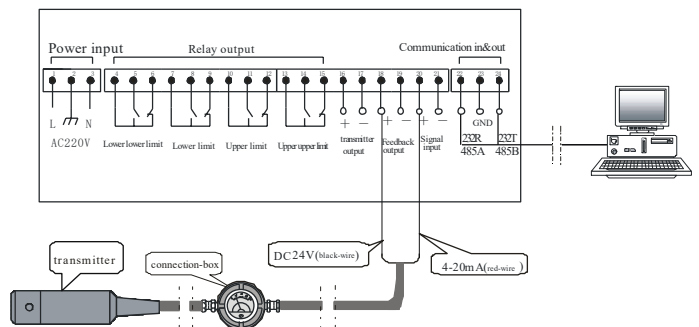 Power input
Relay output
Communication in&out
1 2 3 4 5 6 7 8 9 10 11 12 13 14 15 16 17 18 19 20 21 22 23 24
L N
AC220V
Lower lower limit
Lower limit
Upper limit
Upper upper limit
+ −
transmitter
output
+ −
Feedback
output
+ −
Signal
input
GND
232R 232T
485A 485B
DC24V(black-wire)
4-20mA(red-wire)
transmitter
connection-box